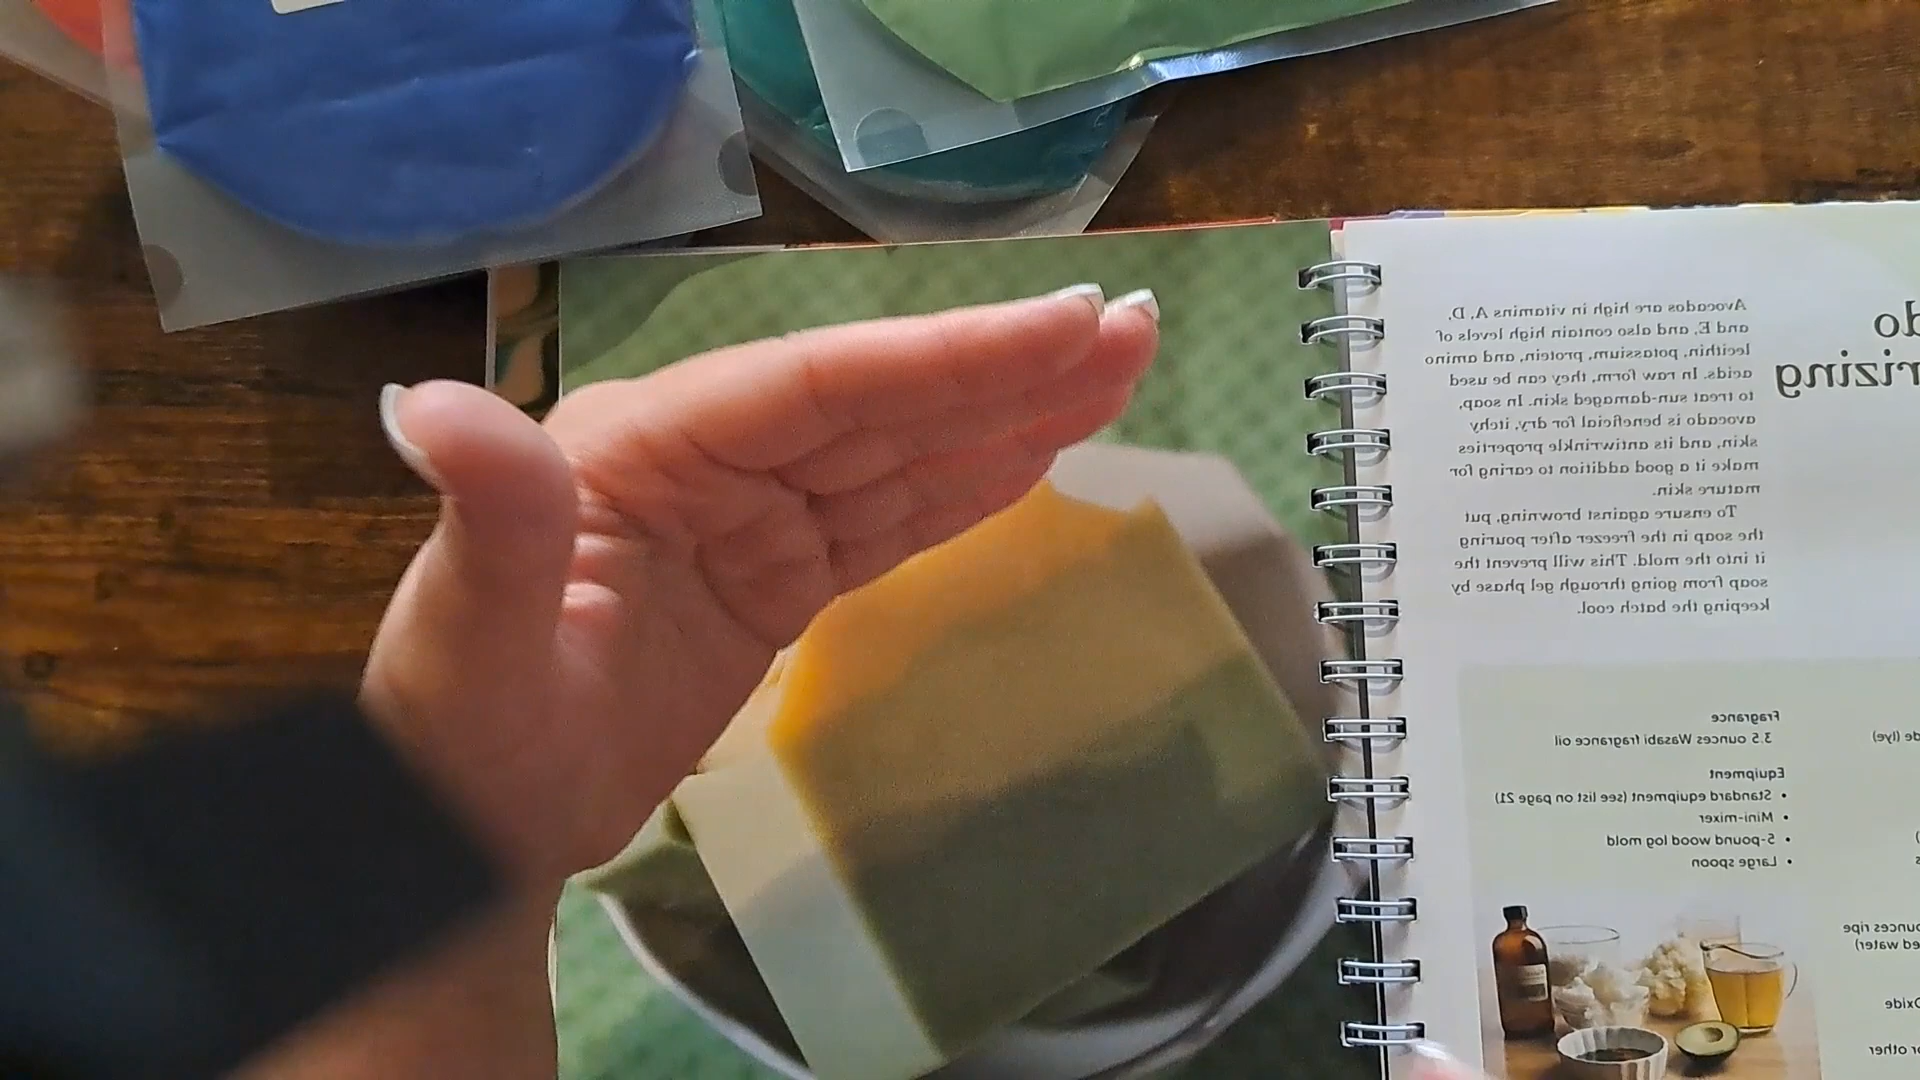 do
rizing
Avocados are high in vitamins A, D,
and E, and also contain high levels of
lecithin, potassium, protein, and amino
acids. In raw form, they can be used
to treat sun-damaged skin. In soap,
avocado is beneficial for dry, itchy
skin, and its antiwrinkle properties
make it a good addition to caring for
mature skin.
To ensure against browning, put
the soap in the freezer after pouring
it into the mold. This will prevent the
soap from going through gel phase by
keeping the batch cool.
de (lye)
ounces ripe
ed water)
Oxide
or other
Fragrance
3.5 ounces Wasabi fragrance oil
Equipment
• Standard equipment (see list on page 21)
• Mini-mixer
• 5-pound wood log mold
• Large spoon